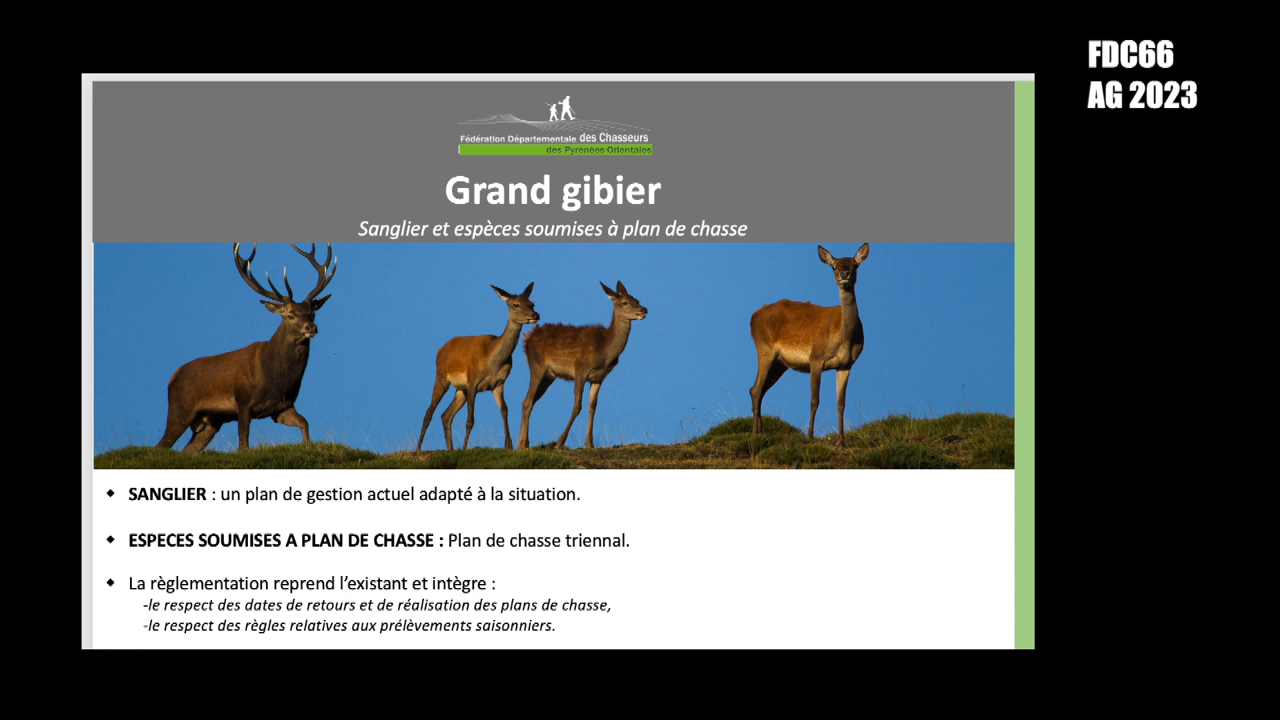 FDC66
AG 2023
Fédération Départementale des Chasseurs
des Pyrénées-Orientales
Grand gibier
Sanglier et espèces soumises à plan de chasse
SANGLIER : un plan de gestion actuel adapté à la situation.
ESPECES SOUMISES A PLAN DE CHASSE : Plan de chasse triennal.
La règlementation reprend l'existant et intègre :
-le respect des dates de retours et de réalisation des plans de chasse,
-le respect des règles relatives aux prélèvements saisonniers.